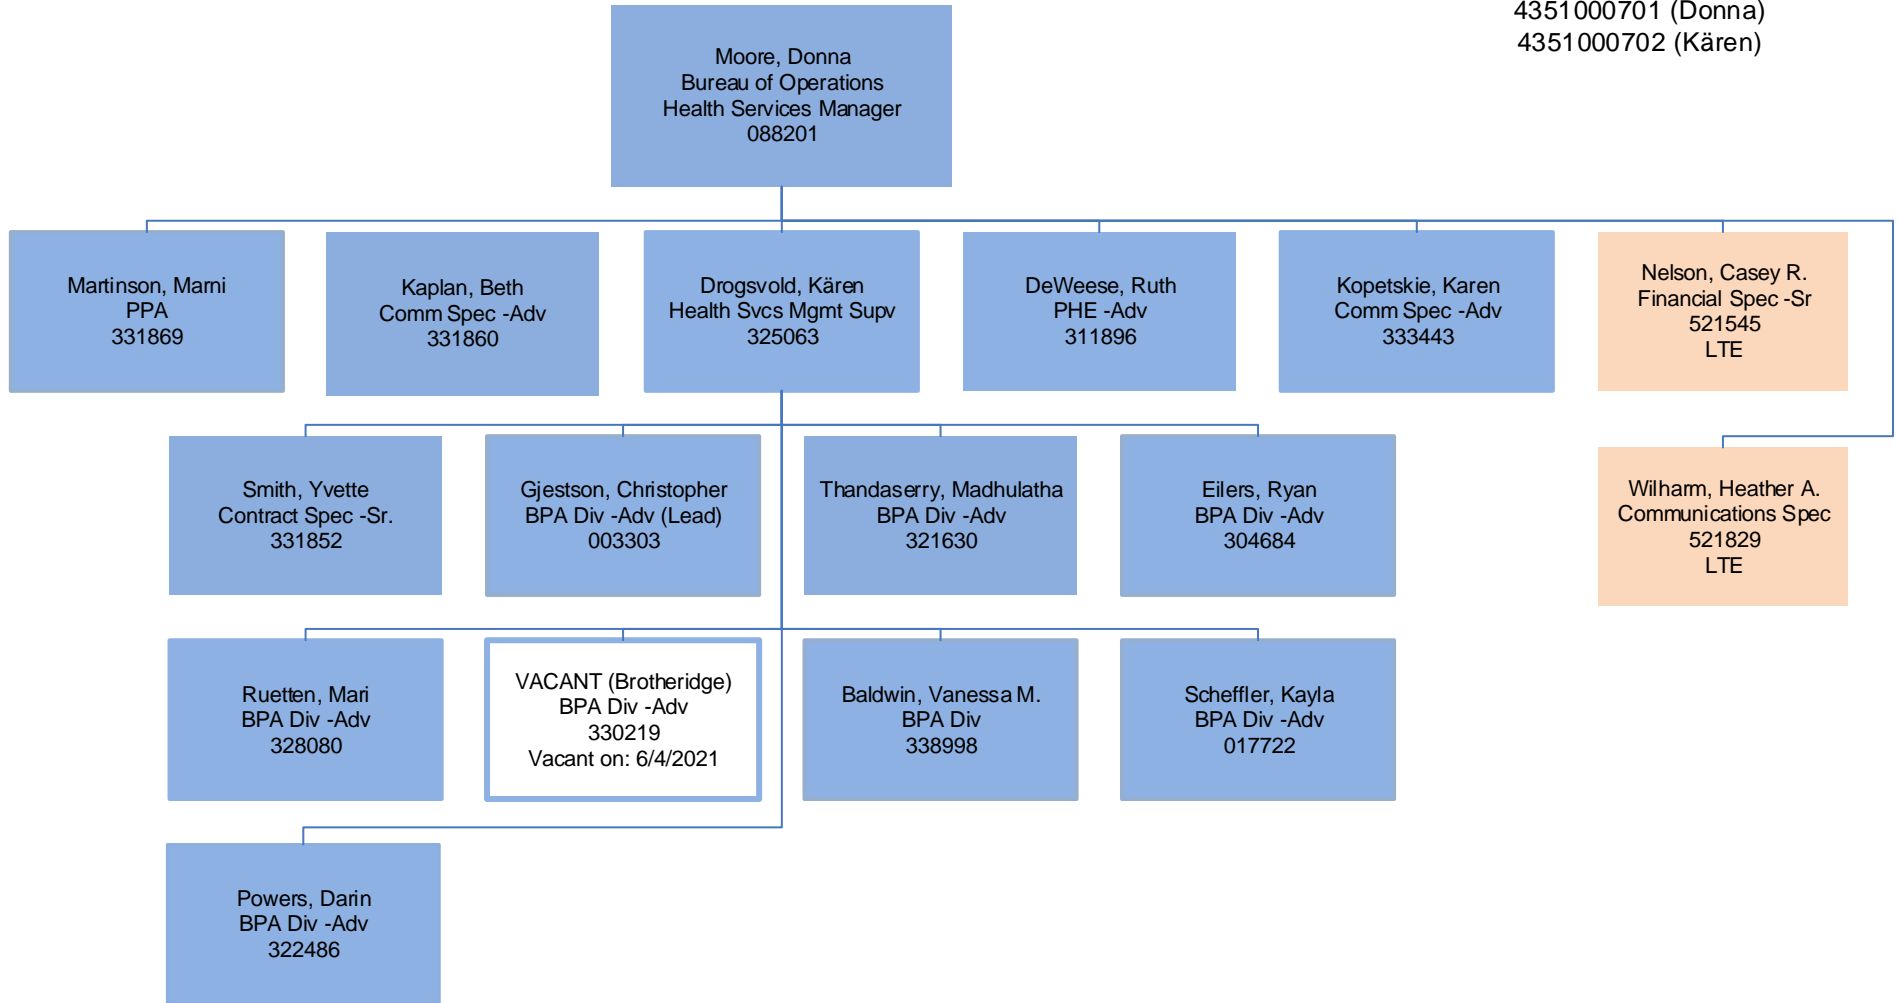 4351000701 (Donna)
4351000702 (Kären)
Moore, Donna
Bureau of Operations
Health Services Manager
088201
Martinson, Marni
PPA
331869
Kaplan, Beth
Comm Spec -Adv
331860
Drogsvold, Kären
Health Svcs Mgmt Supv
325063
DeWeese, Ruth
PHE -Adv
311896
Kopetskie, Karen
Comm Spec -Adv
333443
Nelson, Casey R.
Financial Spec -Sr
521545
LTE
Smith, Yvette
Contract Spec -Sr.
331852
Gjestson, Christopher
BPA Div -Adv (Lead)
003303
Thandaserry, Madhulatha
BPA Div -Adv
321630
Eilers, Ryan
BPA Div -Adv
304684
Wilharm, Heather A.
Communications Spec
521829
LTE
Ruetten, Mari
BPA Div -Adv
328080
VACANT (Brotheridge)
BPA Div -Adv
330219
Vacant on: 6/4/2021
Baldwin, Vanessa M.
BPA Div
338998
Scheffler, Kayla
BPA Div -Adv
017722
Powers, Darin
BPA Div -Adv
322486